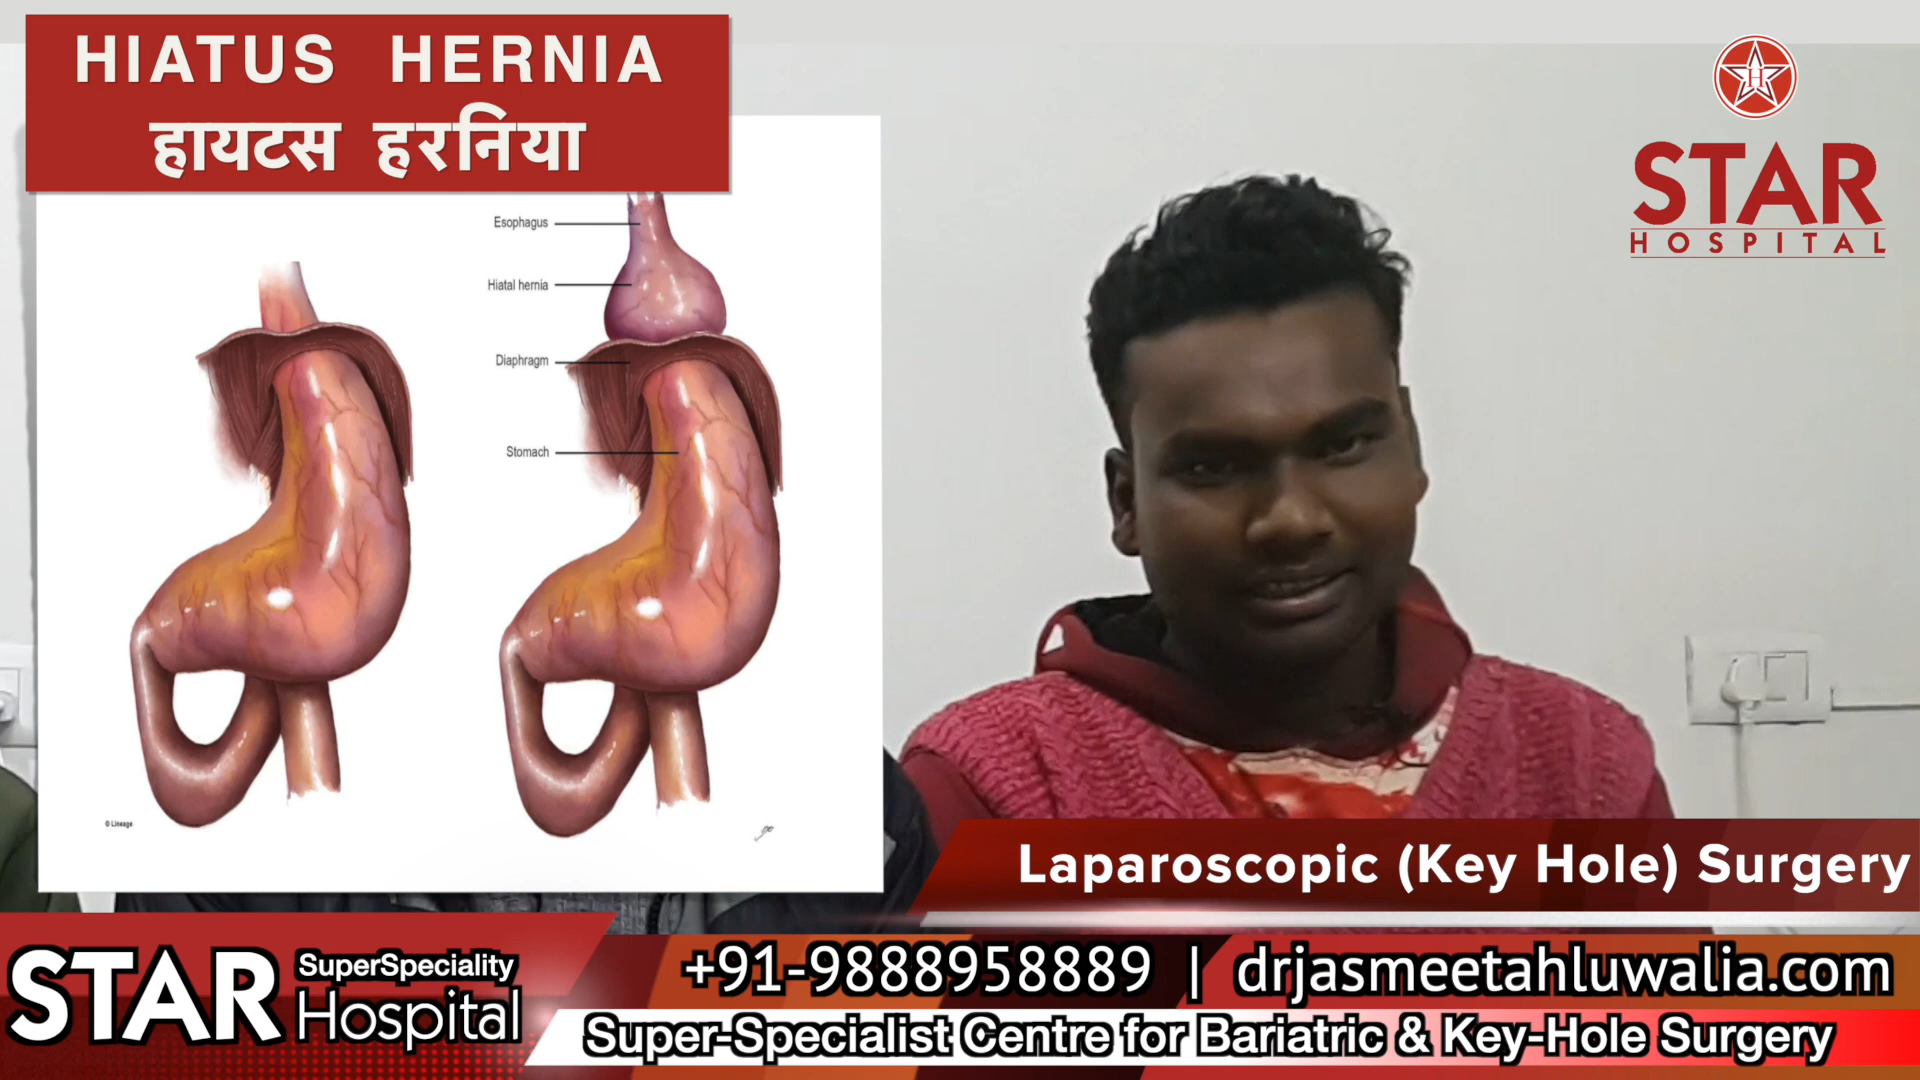 HIATUS HERNIA
हायटस हरनिया
H
STAR
HOSPITAL
Esophagus
Hiatal hernia
Diaphragm
Stomach
© Lineage
Laparoscopic (Key Hole) Surgery
STAR SuperSpeciality Hospital
+91-9888958889 | drjasmeetahluwalia.com
Super-Specialist Centre for Bariatric & Key-Hole Surgery